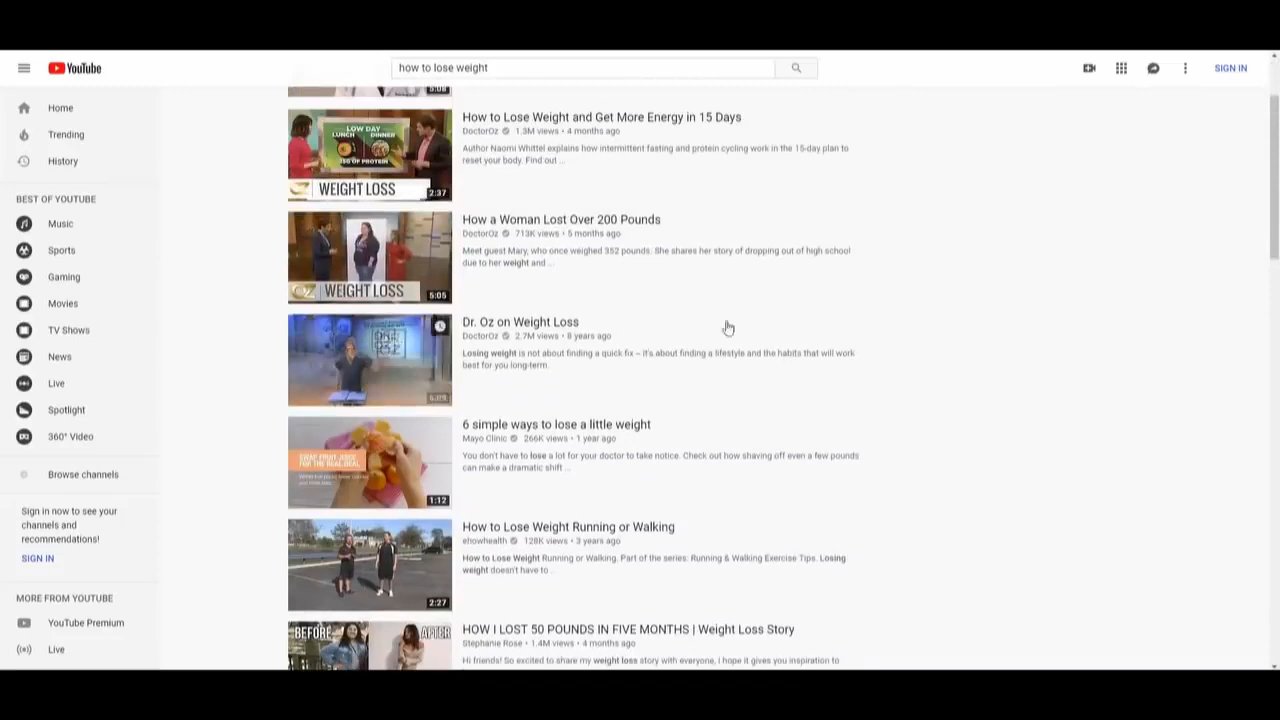 YouTube
how to lose weight
SIGN IN
Home
Trending
History
BEST OF YOUTUBE
Music
Sports
Gaming
Movies
TV Shows
News
Live
Spotlight
360° Video
Browse channels
Sign in now to see your
channels and
recommendations!
SIGN IN
MORE FROM YOUTUBE
YouTube Premium
Live
5:08
LOW DAY
LUNCH DINNER
WEIGHT LOSS
2:37
How to Lose Weight and Get More Energy in 15 Days
DoctorOz 1.3M views • 4 months ago
Author Naomi Whittel explains how intermittent fasting and protein cycling work in the 15-day plan to
reset your body. Find out ...
OZ WEIGHT LOSS
5:05
How a Woman Lost Over 200 Pounds
DoctorOz 713K views • 5 months ago
Meet guest Mary, who once weighed 352 pounds. She shares her story of dropping out of high school
due to her weight and ...
Dr. Oz on Weight Loss
DoctorOz 2.7M views • 8 years ago
Losing weight is not about finding a quick fix – it's about finding a lifestyle and the habits that will work
best for you long-term.
SWAP FRUIT JUICE
FOR THE REAL DEAL
1:12
6 simple ways to lose a little weight
Mayo Clinic 266K views • 1 year ago
You don't have to lose a lot for your doctor to take notice. Check out how shaving off even a few pounds
can make a dramatic shift ...
2:27
How to Lose Weight Running or Walking
ehowhealth 128K views • 3 years ago
How to Lose Weight Running or Walking. Part of the series: Running & Walking Exercise Tips. Losing
weight doesn't have to ...
BEFORE AFTER
HOW I LOST 50 POUNDS IN FIVE MONTHS | Weight Loss Story
Stephanie Rose • 1.4M views • 4 months ago
Hi friends! So excited to share my weight loss story with everyone, I hope it gives you inspiration to